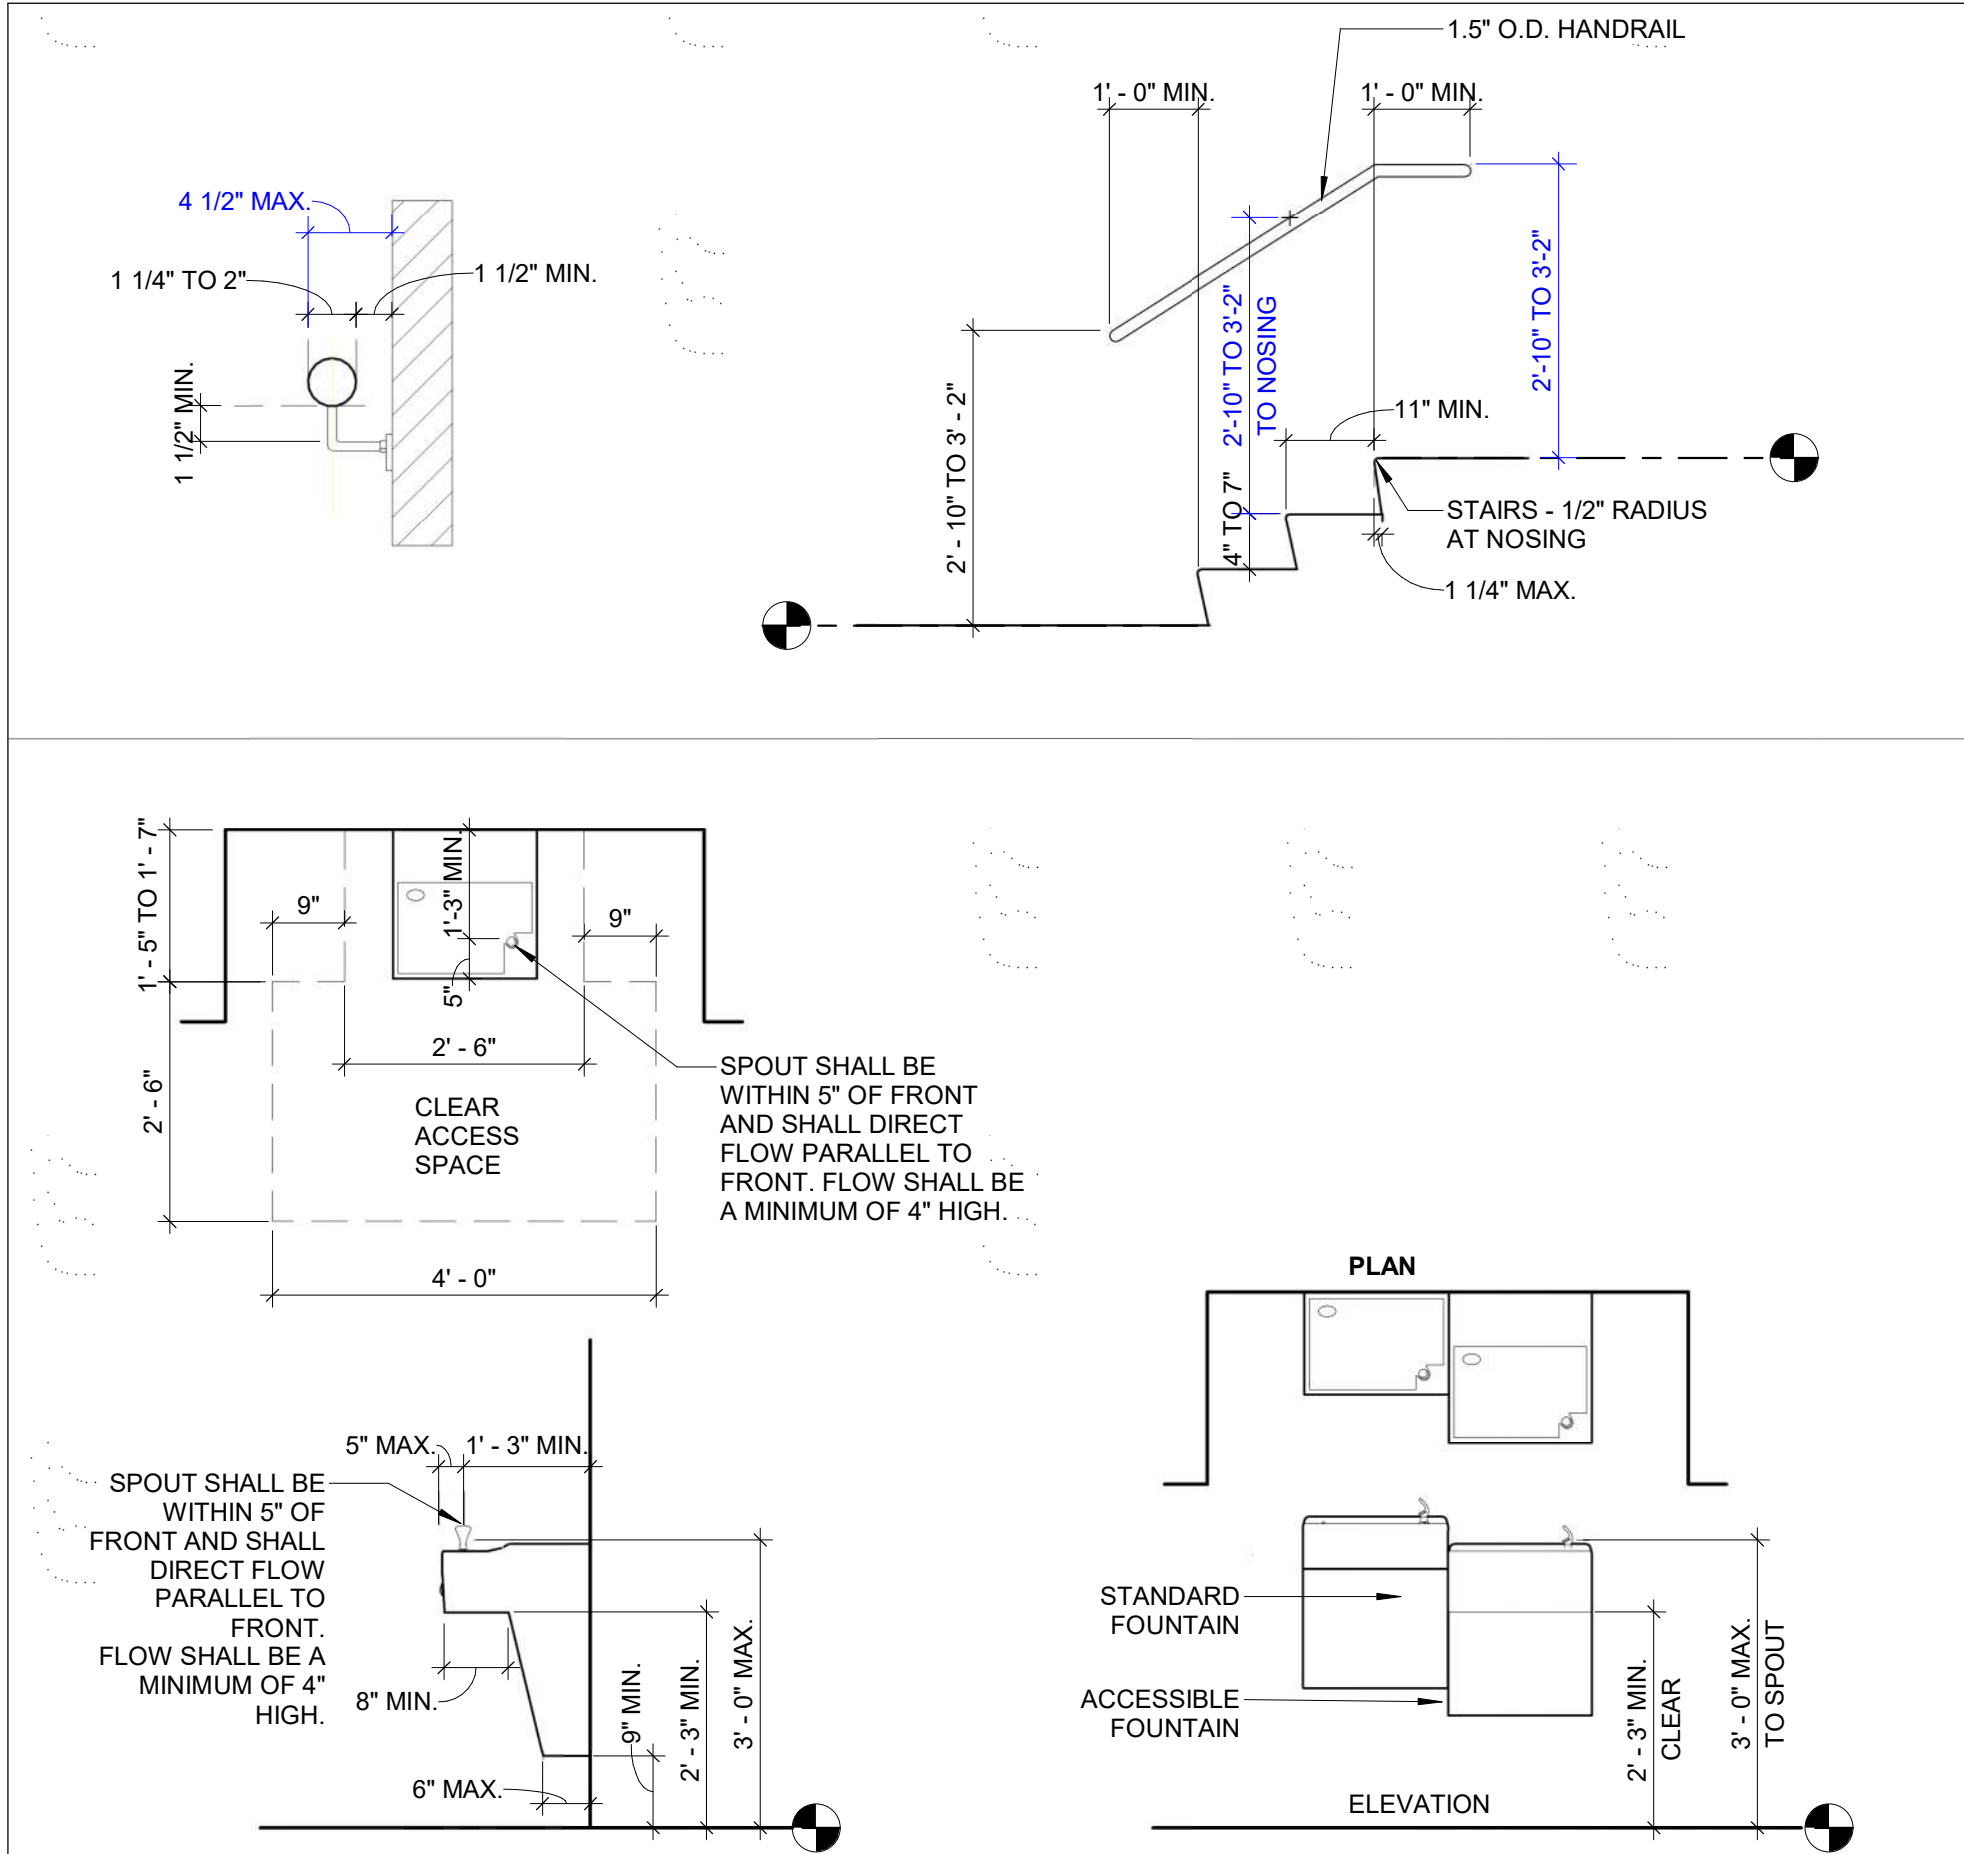 1.5" O.D. HANDRAIL
1' - 0" MIN.
1' - 0" MIN.
4 1/2" MAX.
1 1/4" TO 2"
1 1/2" MIN.
1 1/2" MIN.
2' - 10" TO 3' - 2"
2'-10" TO 3'-2"
TO NOSING
4" TO 7"
2'-10" TO 3'-2"
11" MIN.
STAIRS - 1/2" RADIUS
AT NOSING
1 1/4" MAX.
1' - 5" TO 1' - 7"
9"
1'-3" MIN.
9"
5"
2' - 6"
2' - 6"
CLEAR
ACCESS
SPACE
4' - 0"
SPOUT SHALL BE
WITHIN 5" OF FRONT
AND SHALL DIRECT
FLOW PARALLEL TO
FRONT. FLOW SHALL BE
A MINIMUM OF 4" HIGH.
5" MAX.
1' - 3" MIN.
SPOUT SHALL BE
WITHIN 5" OF
FRONT AND SHALL
DIRECT FLOW
PARALLEL TO
FRONT.
FLOW SHALL BE A
MINIMUM OF 4"
HIGH.
8" MIN.
6" MAX.
9" MIN.
2' - 3" MIN.
3' - 0" MAX.
PLAN
STANDARD
FOUNTAIN
ACCESSIBLE
FOUNTAIN
2' - 3" MIN.
CLEAR
3' - 0" MAX.
TO SPOUT
ELEVATION